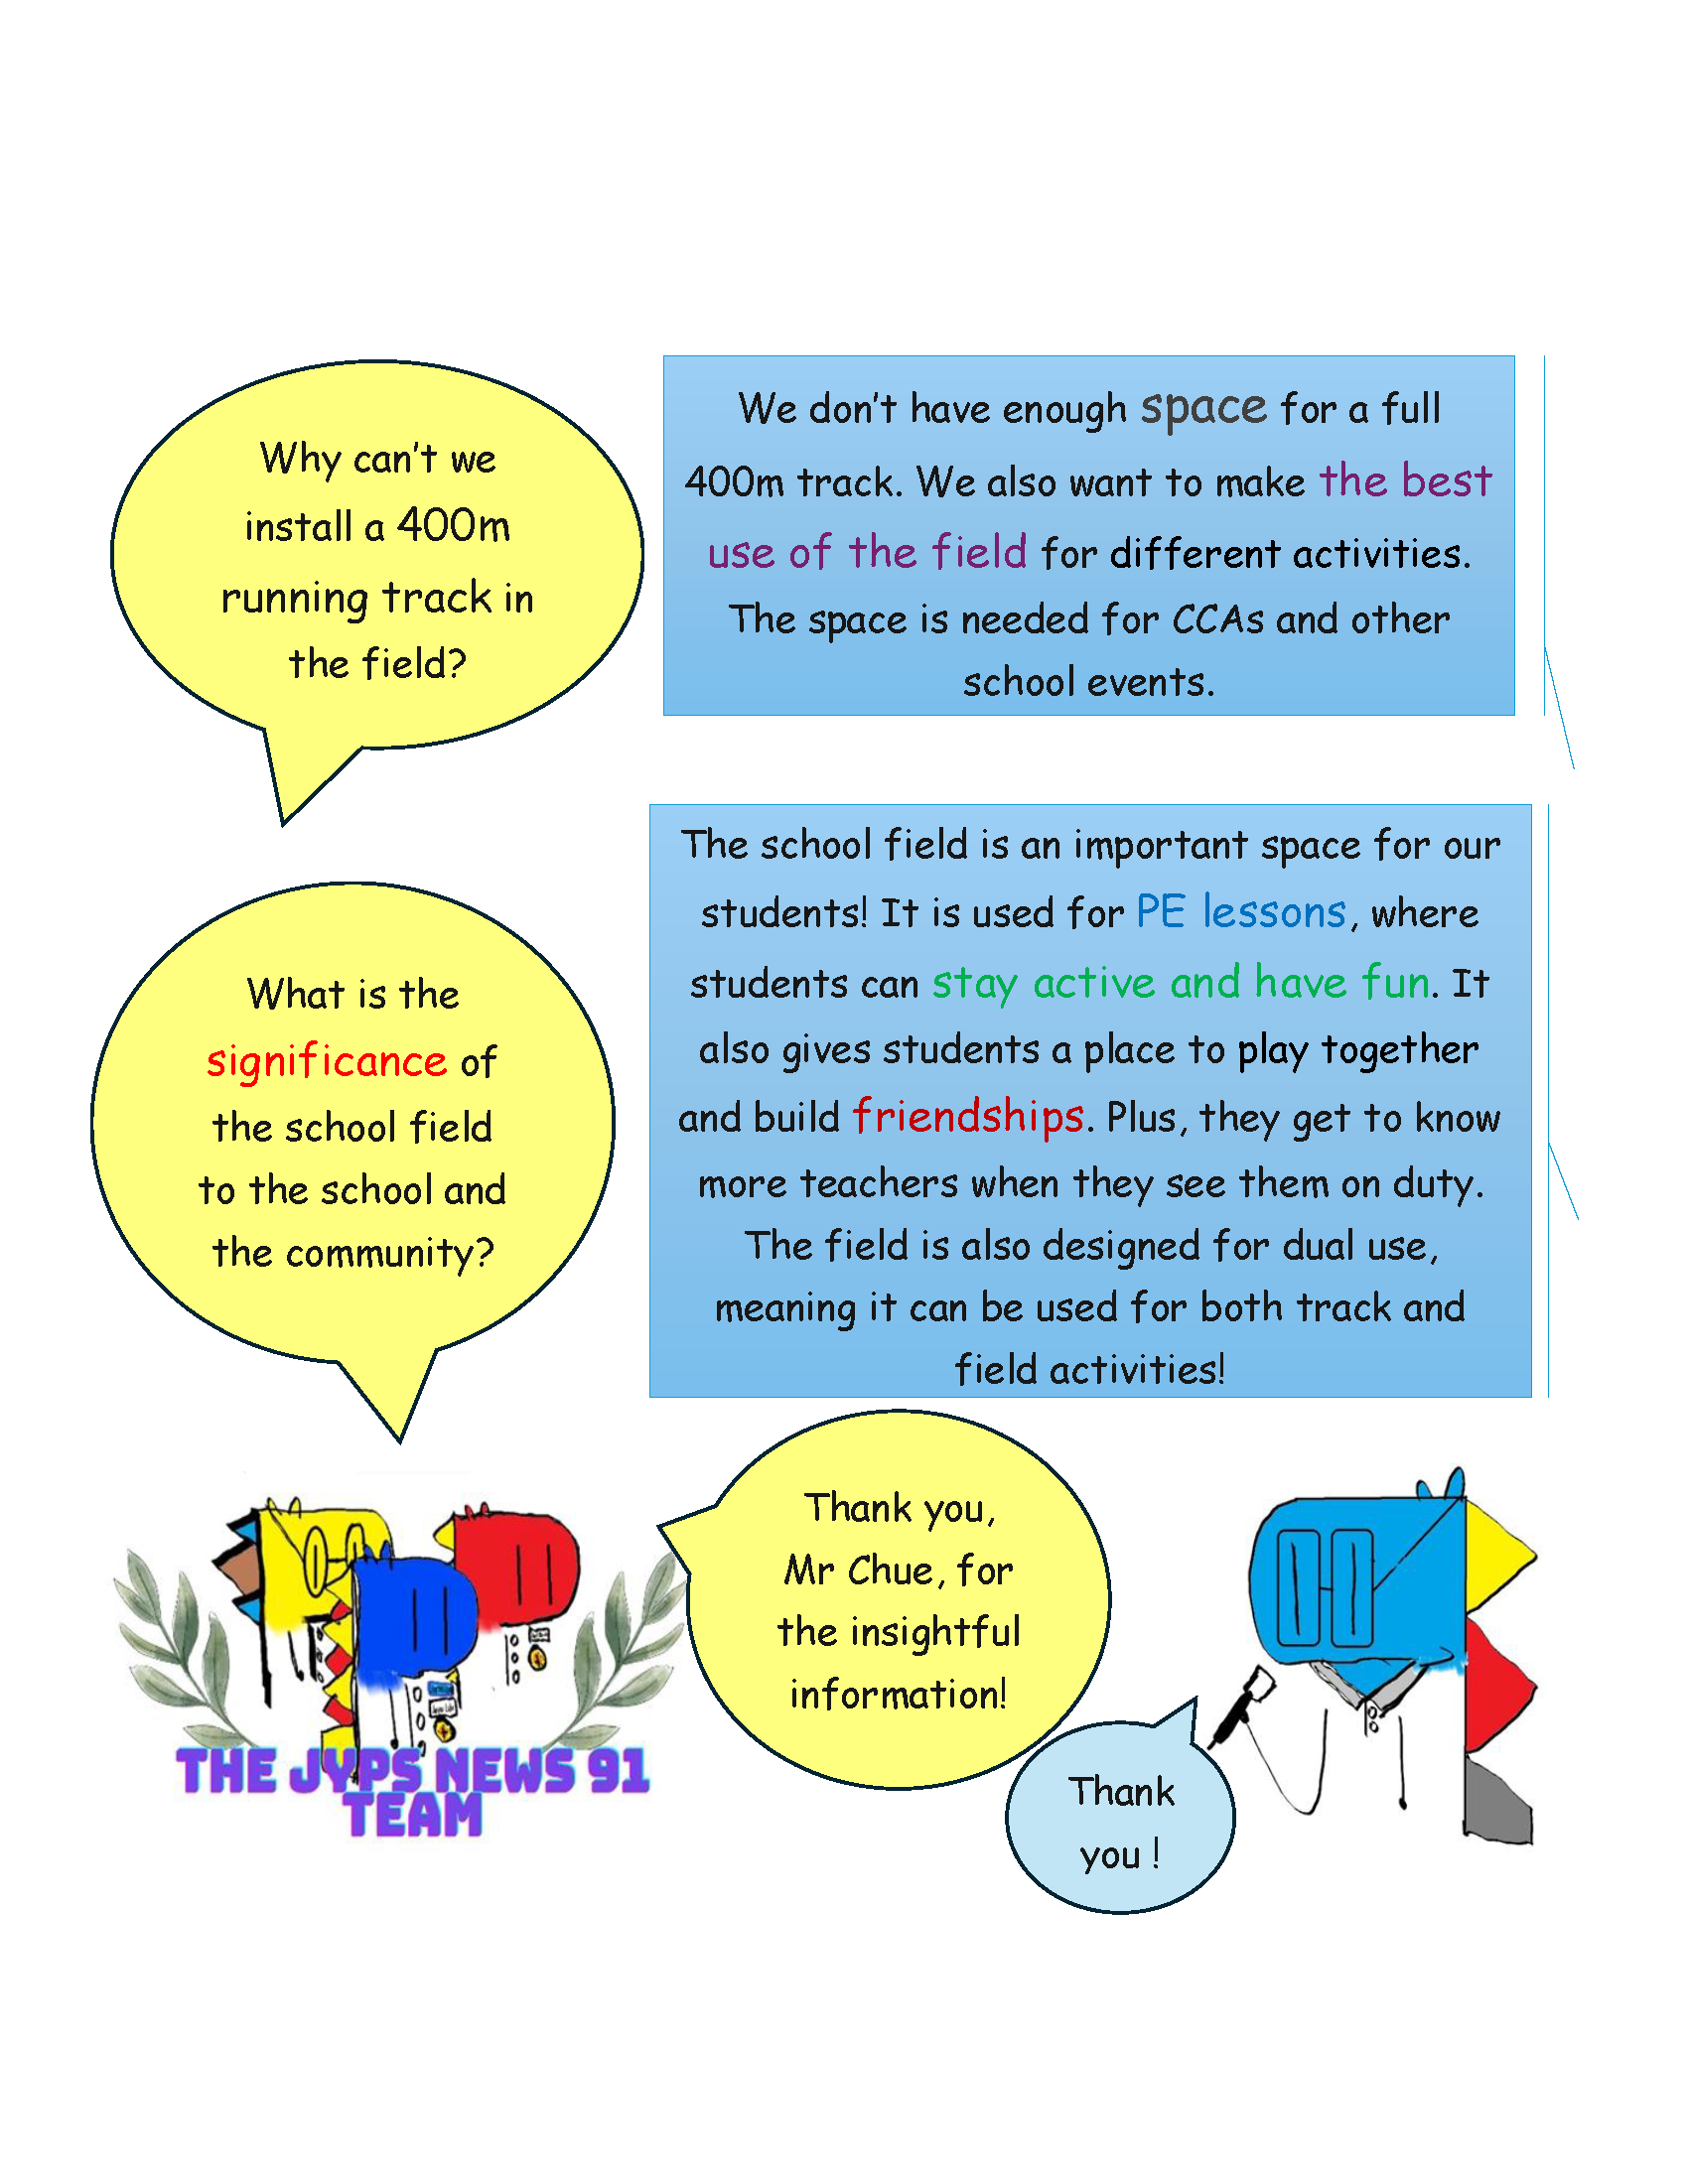 Why can't we
install a 400m
running track in
the field?
We don't have enough space for a full
400m track. We also want to make the best
use of the field for different activities.
The space is needed for CCAs and other
school events.
What is the
significance of
the school field
to the school and
the community?
The school field is an important space for our
students! It is used for PE lessons, where
students can stay active and have fun. It
also gives students a place to play together
and build friendships. Plus, they get to know
more teachers when they see them on duty.
The field is also designed for dual use,
meaning it can be used for both track and
field activities!
Thank you,
Mr Chue, for
the insightful
information!
Thank
you !
THE JYPS NEWS 91
TEAM